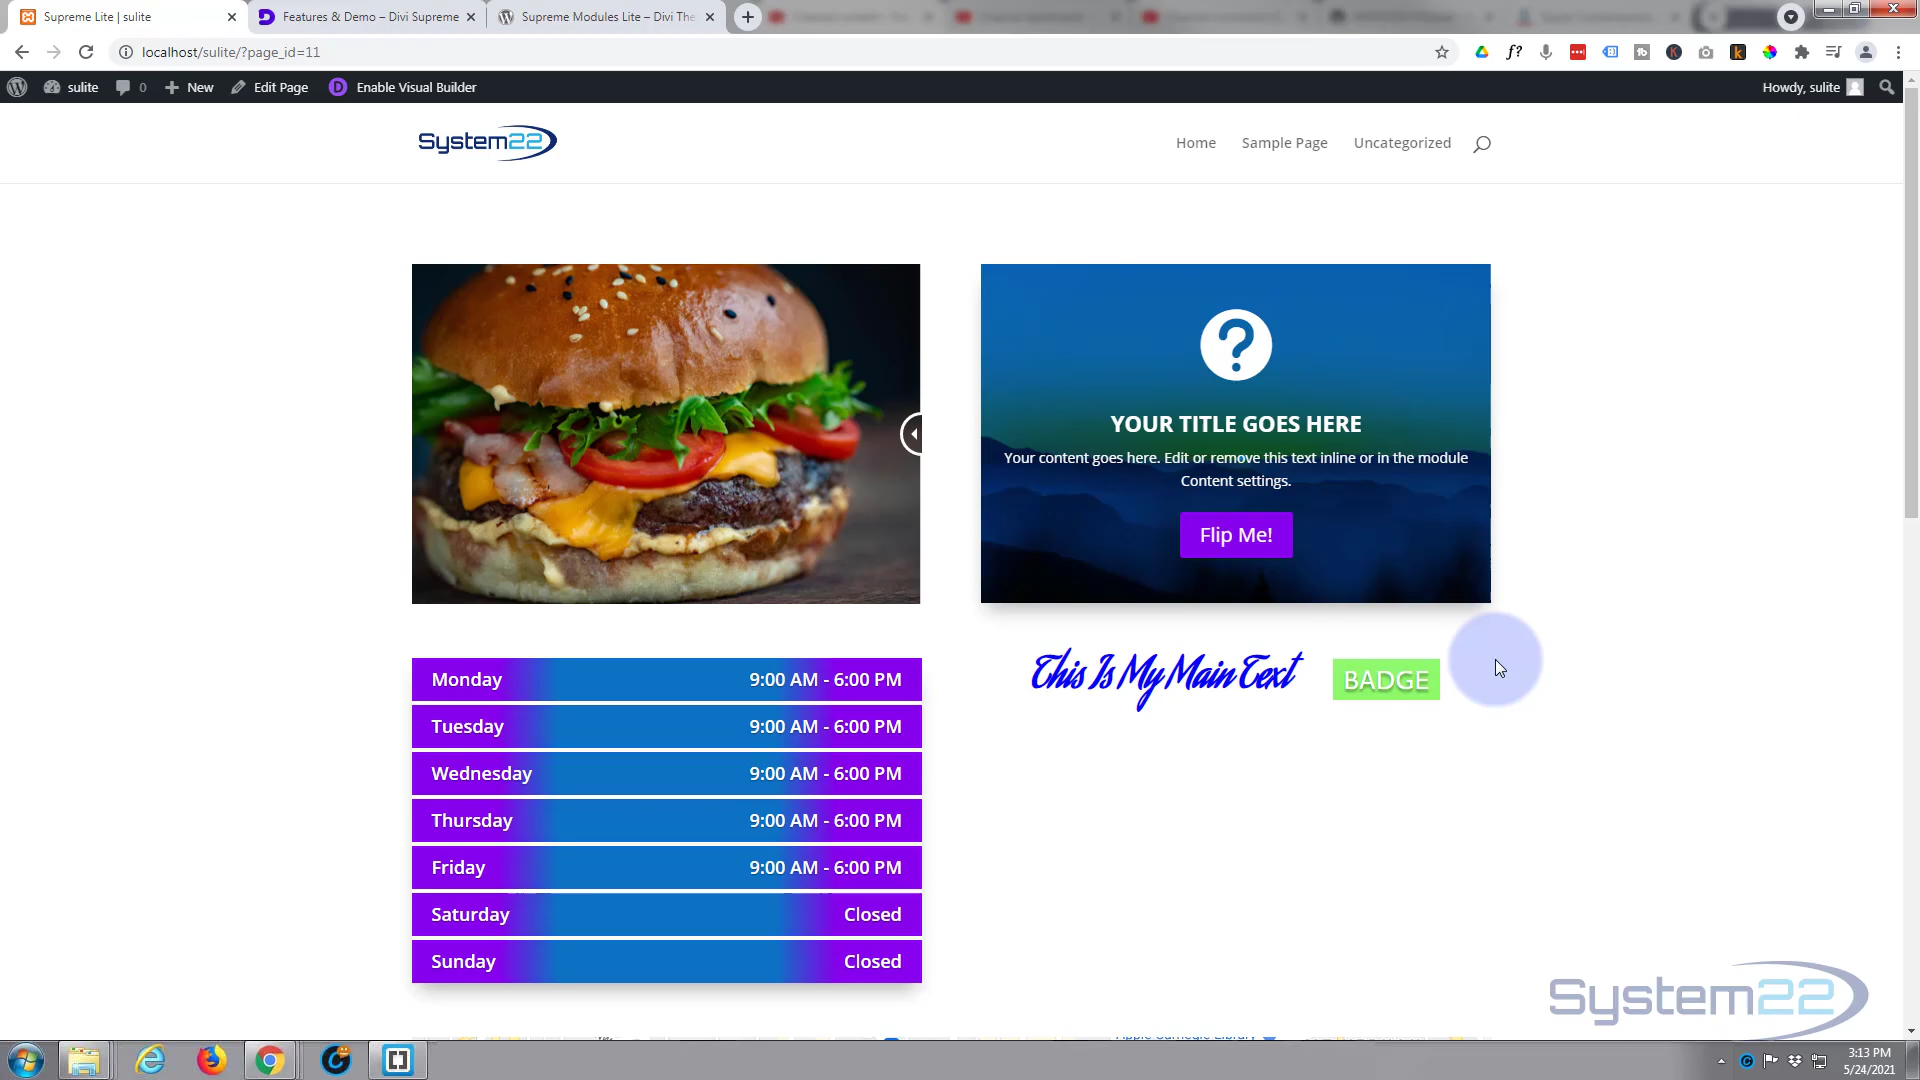 Supreme Lite | sulite
Features & Demo – Divi Supreme
Supreme Modules Lite – Divi The
localhost/sulite/?page_id=11
sulite
0
New
Edit Page
Enable Visual Builder
Howdy, sulite
System22
Home
Sample Page
Uncategorized
YOUR TITLE GOES HERE
Your content goes here. Edit or remove this text inline or in the module
Content settings.
Flip Me!
This Is My Main Text
BADGE
Monday 9:00 AM - 6:00 PM
Tuesday 9:00 AM - 6:00 PM
Wednesday 9:00 AM - 6:00 PM
Thursday 9:00 AM - 6:00 PM
Friday 9:00 AM - 6:00 PM
Saturday Closed
Sunday Closed
System22
3:13 PM
5/24/2021